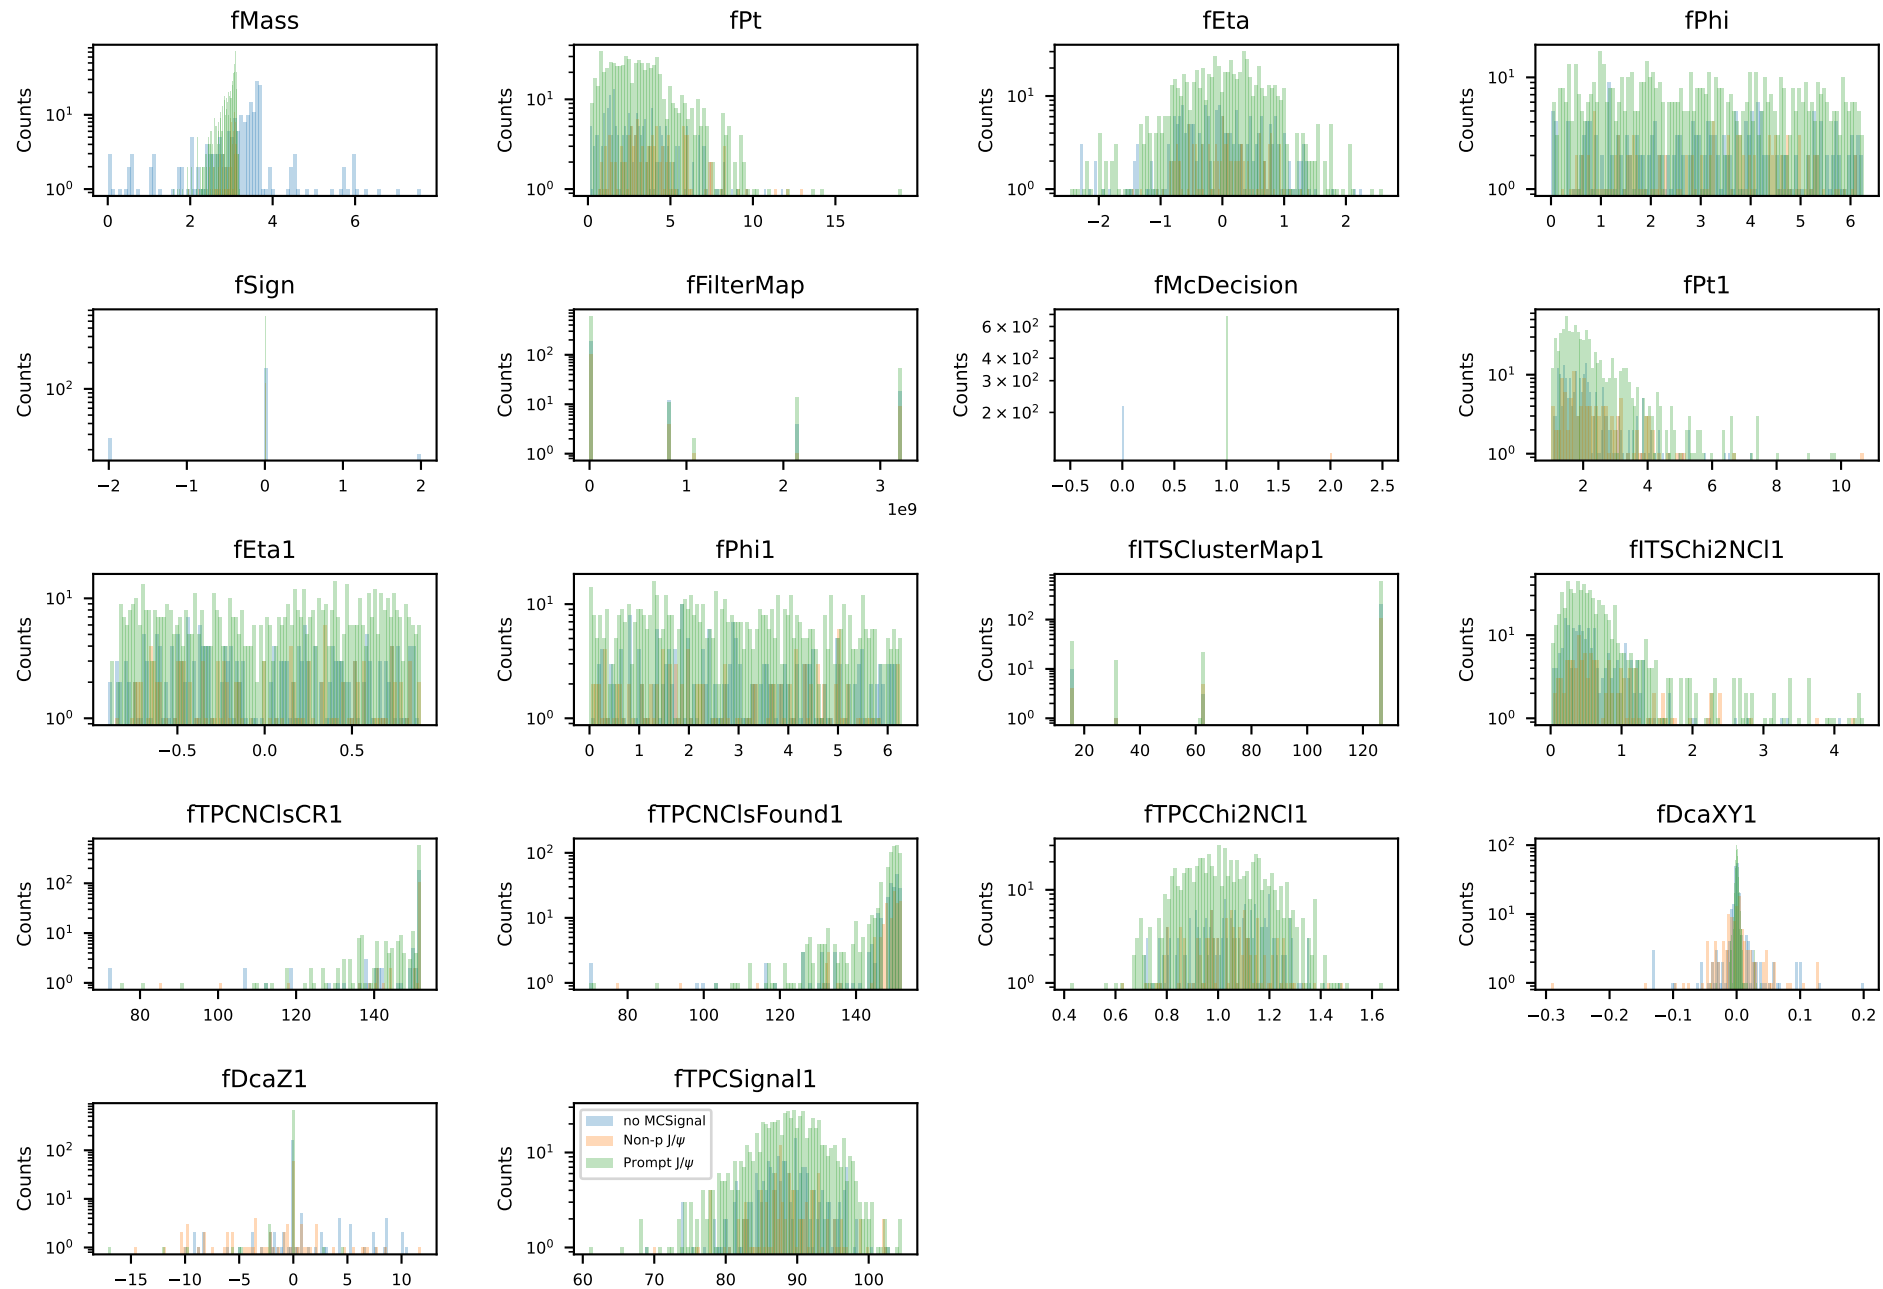 fMass
Counts
10¹
10⁰
0 2 4 6
fPt
Counts
10¹
10⁰
0 5 10 15
fEta
Counts
10¹
10⁰
−2 −1 0 1 2
fPhi
Counts
10¹
10⁰
0 1 2 3 4 5 6
fSign
Counts
10²
−2 −1 0 1 2
fFilterMap
Counts
10²
10¹
10⁰
0 1 2 3
1e9
fMcDecision
Counts
6 × 10²
4 × 10²
3 × 10²
2 × 10²
−0.5 0.0 0.5 1.0 1.5 2.0 2.5
fPt1
Counts
10¹
10⁰
2 4 6 8 10
fEta1
Counts
10¹
10⁰
−0.5 0.0 0.5
fPhi1
Counts
10¹
10⁰
0 1 2 3 4 5 6
fITSClusterMap1
Counts
10²
10¹
10⁰
20 40 60 80 100 120
fITSChi2NCl1
Counts
10¹
10⁰
0 1 2 3 4
fTPCNClsCR1
Counts
10²
10¹
10⁰
80 100 120 140
fTPCNClsFound1
Counts
10²
10¹
10⁰
80 100 120 140
fTPCChi2NCl1
Counts
10¹
10⁰
0.4 0.6 0.8 1.0 1.2 1.4 1.6
fDcaXY1
Counts
10²
10¹
10⁰
−0.3 −0.2 −0.1 0.0 0.1 0.2
fDcaZ1
Counts
10²
10¹
10⁰
−15 −10 −5 0 5 10
fTPCSignal1
Counts
10¹
10⁰
no MCSignal
Non-p J/ψ
Prompt J/ψ
60 70 80 90 100